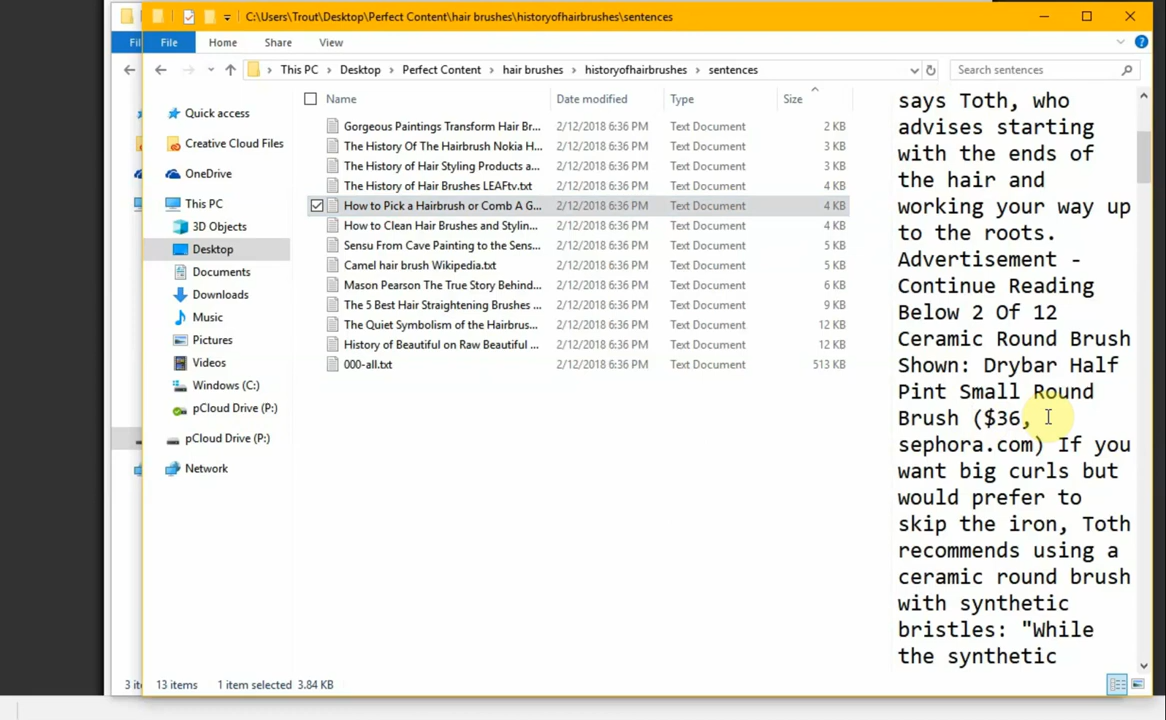 C:\Users\Trout\Desktop\Perfect Content\hair brushes\historyofhairbrushes\sentences
Fil
File Home Share View
This PC > Desktop > Perfect Content > hair brushes > historyofhairbrushes > sentences
Search sentences
Quick access
Creative Cloud Files
OneDrive
This PC
3D Objects
Desktop
Documents
Downloads
Music
Pictures
Videos
Windows (C:)
pCloud Drive (P:)
pCloud Drive (P:)
Network
Name Date modified Type Size
Gorgeous Paintings Transform Hair Br... 2/12/2018 6:36 PM Text Document 2 KB
The History Of The Hairbrush Nokia H... 2/12/2018 6:36 PM Text Document 3 KB
The History of Hair Styling Products a... 2/12/2018 6:36 PM Text Document 3 KB
The History of Hair Brushes LEAFtv.txt 2/12/2018 6:36 PM Text Document 4 KB
How to Pick a Hairbrush or Comb A G... 2/12/2018 6:36 PM Text Document 4 KB
How to Clean Hair Brushes and Stylin... 2/12/2018 6:36 PM Text Document 4 KB
Sensu From Cave Painting to the Sens... 2/12/2018 6:36 PM Text Document 5 KB
Camel hair brush Wikipedia.txt 2/12/2018 6:36 PM Text Document 5 KB
Mason Pearson The True Story Behind... 2/12/2018 6:36 PM Text Document 6 KB
The 5 Best Hair Straightening Brushes ... 2/12/2018 6:36 PM Text Document 9 KB
The Quiet Symbolism of the Hairbrus... 2/12/2018 6:36 PM Text Document 12 KB
History of Beautiful on Raw Beautiful ... 2/12/2018 6:36 PM Text Document 12 KB
000-all.txt 2/12/2018 6:36 PM Text Document 513 KB
says Toth, who
advises starting
with the ends of
the hair and
working your way up
to the roots.
Advertisement -
Continue Reading
Below 2 Of 12
Ceramic Round Brush
Shown: Drybar Half
Pint Small Round
Brush ($36,
sephora.com) If you
want big curls but
would prefer to
skip the iron, Toth
recommends using a
ceramic round brush
with synthetic
bristles: "While
the synthetic
3 it
13 items 1 item selected 3.84 KB